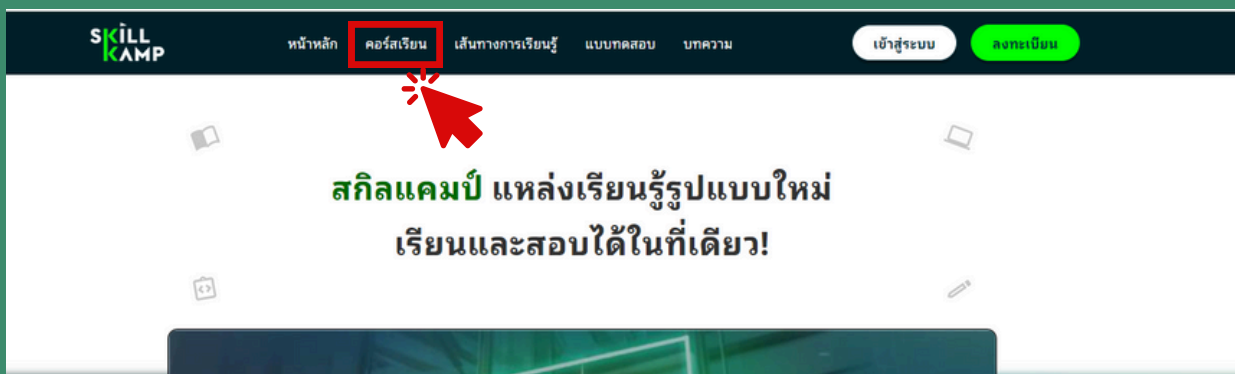 SKILL
KAMP
หน้าหลัก คอร์สเรียน เส้นทางการเรียนรู้ แบบทดสอบ บทความ เข้าสู่ระบบ ลงทะเบียน
สกิลแคมป์ แหล่งเรียนรู้รูปแบบใหม่
เรียนและสอบได้ในที่เดียว!